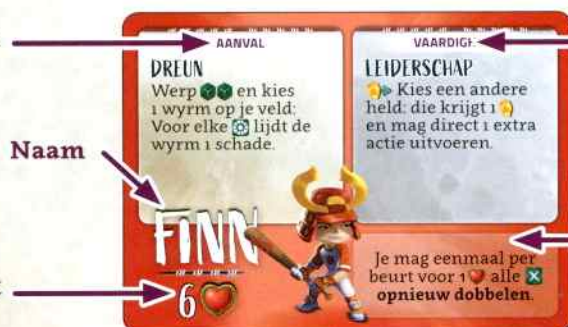 AANVAL
DREUN
Werp en kies
1 wyrm op je veld:
Voor elke lijdt de
wyrm 1 schade.
VAARDIGH
LEIDERSCHAP
Kies een andere
held: die krijgt 1
en mag direct 1 extra
actie uitvoeren.
Naam
FINN
6
Je mag eenmaal per
beurt voor 1 alle
opnieuw dobbelen.